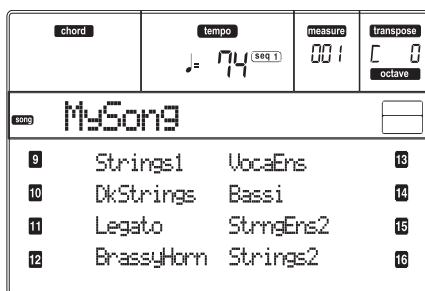 chord tempo measure transpose
♩= 74 seq 1 001 C 0
octave
song MySong
9 Strings1 VocaEns 13
10 DkStrings Bassi 14
11 Legato StrngEns2 15
12 BrassyHorn Strings2 16